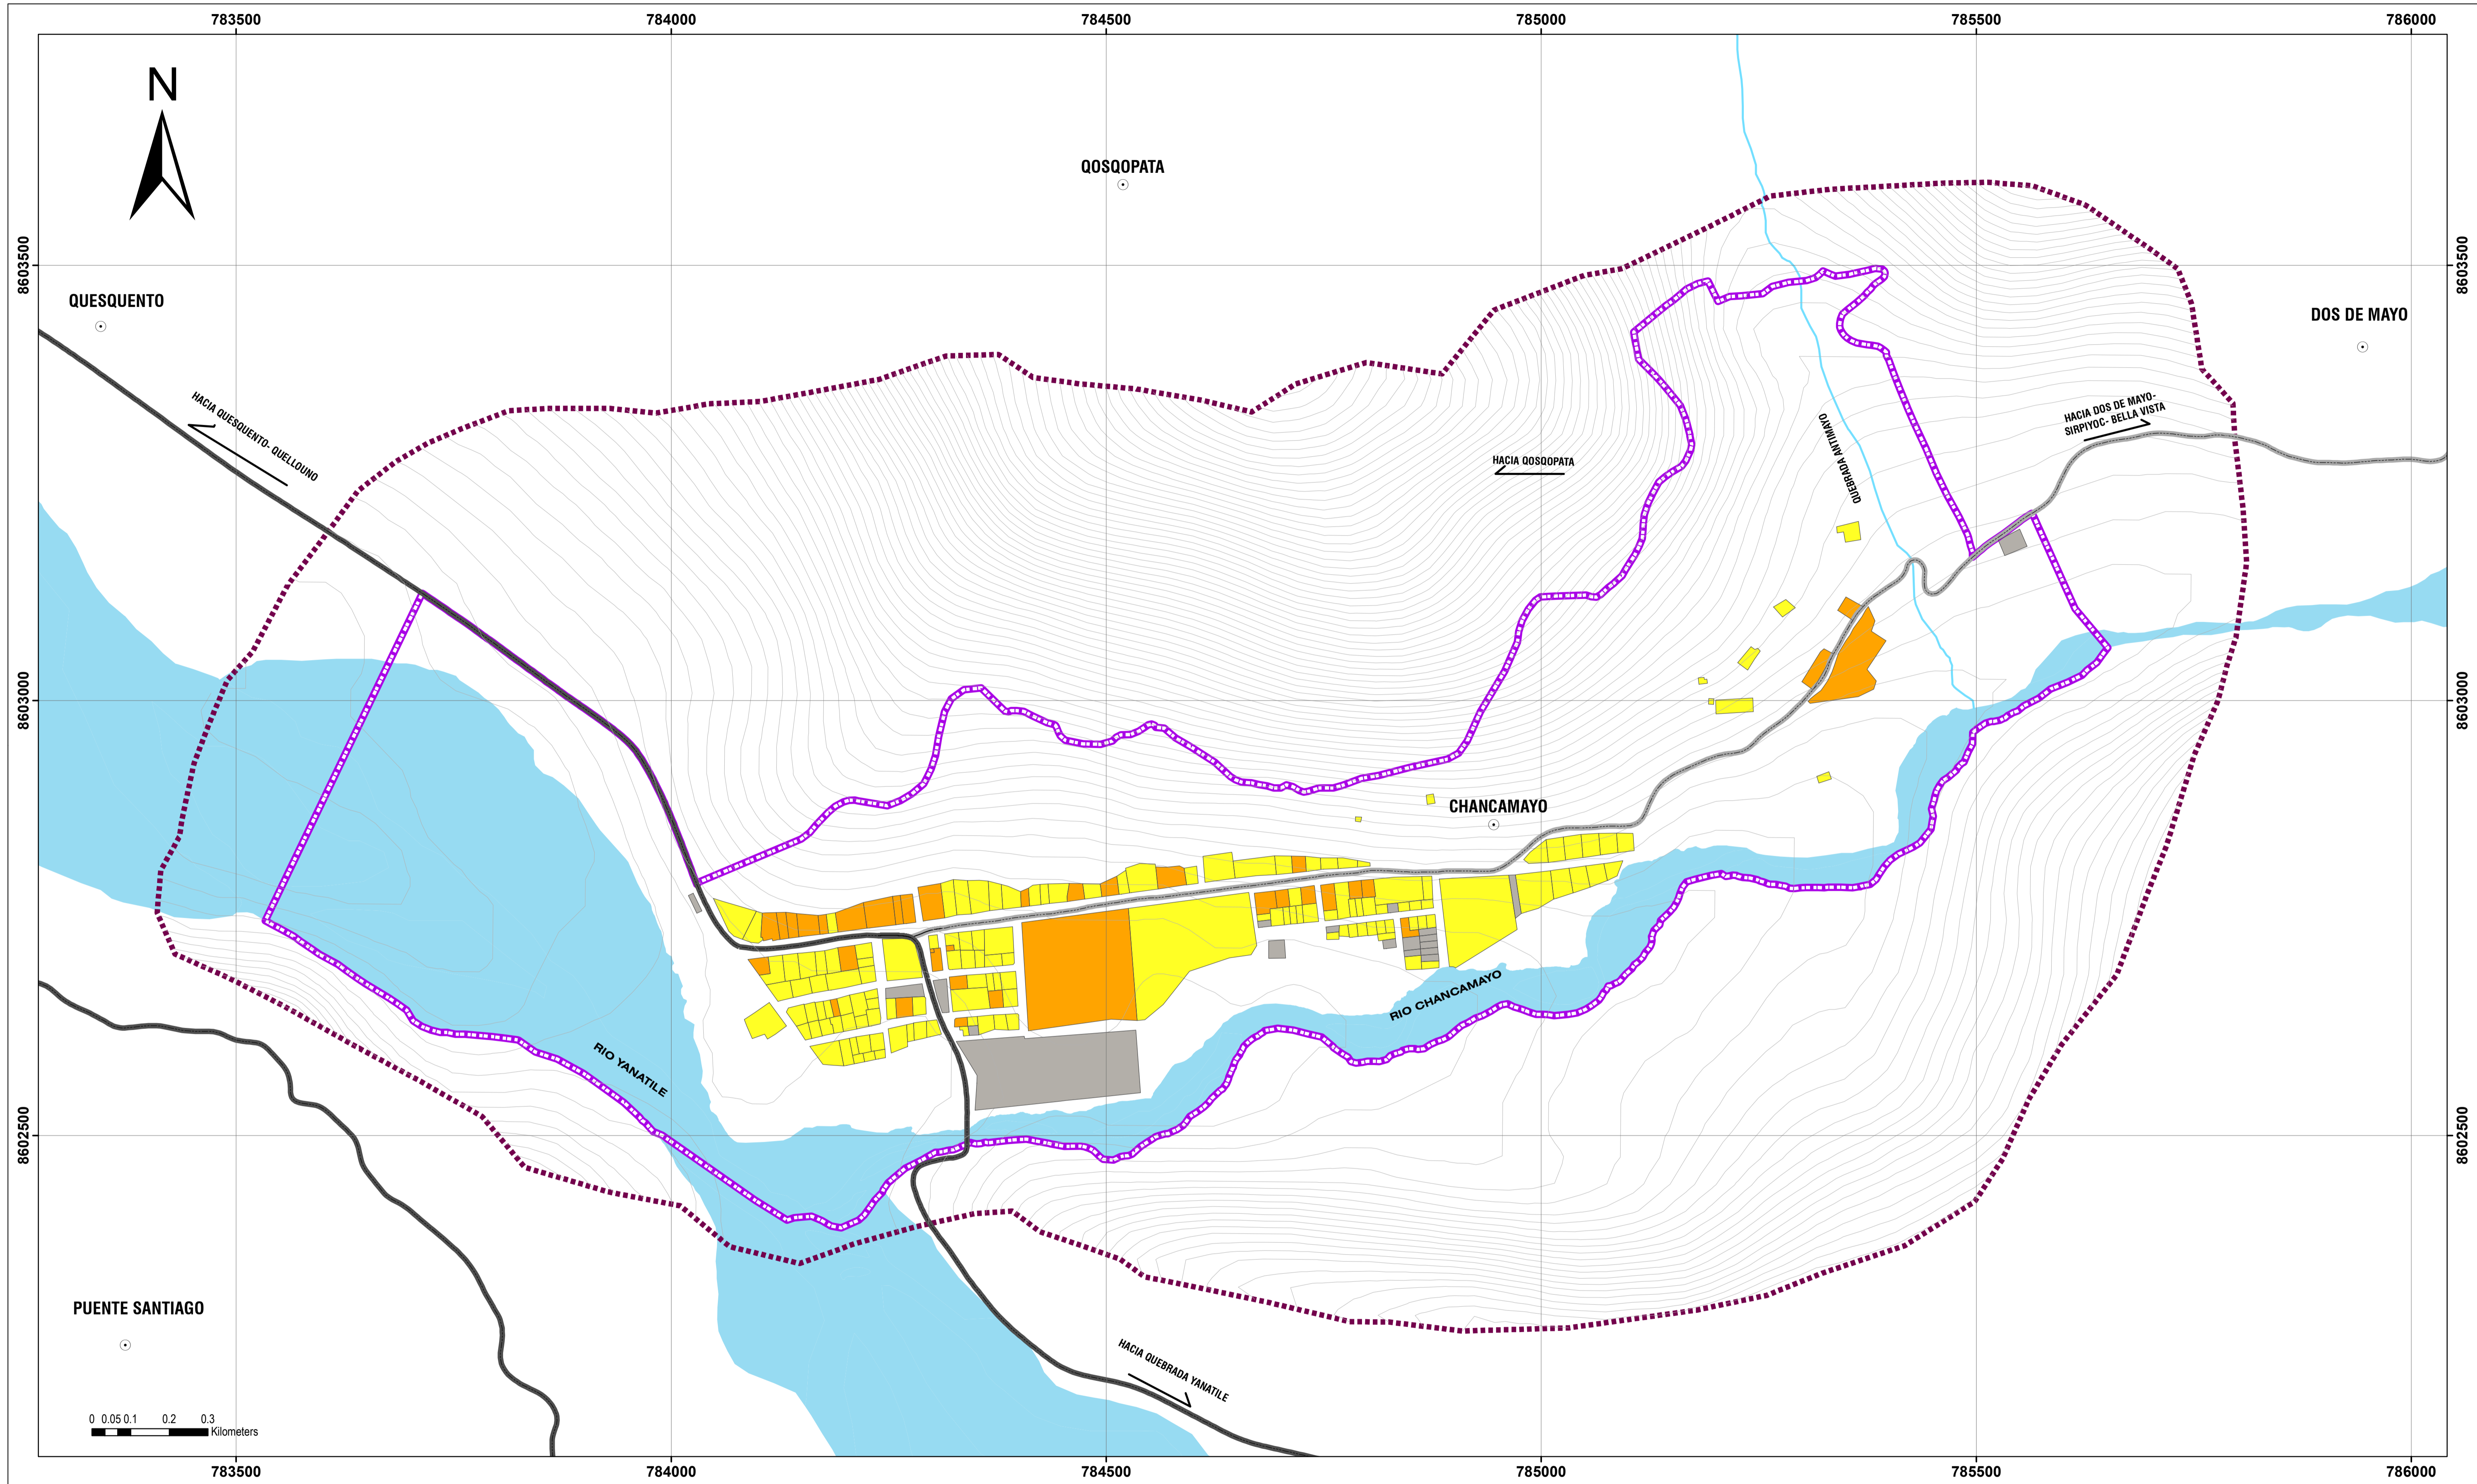 783500 784000 784500 785000 785500 786000
N
QOSQOPATA
8603500 8603500
QUESQUENTO
DOS DE MAYO
HACIA QUESQUENTO- QUELLOUNO
HACIA DOS DE MAYO-
SIRPIYOC- BELLA VISTA
HACIA QOSQOPATA
QUEBRADA ANTIMAYO
8603000 8603000
CHANCAMAYO
RIO CHANCAMAYO
RIO YANATILE
8602500 8602500
PUENTE SANTIAGO
HACIA QUEBRADA YANATILE
0 0.05 0.1 0.2 0.3
Kilometers
783500 784000 784500 785000 785500 786000